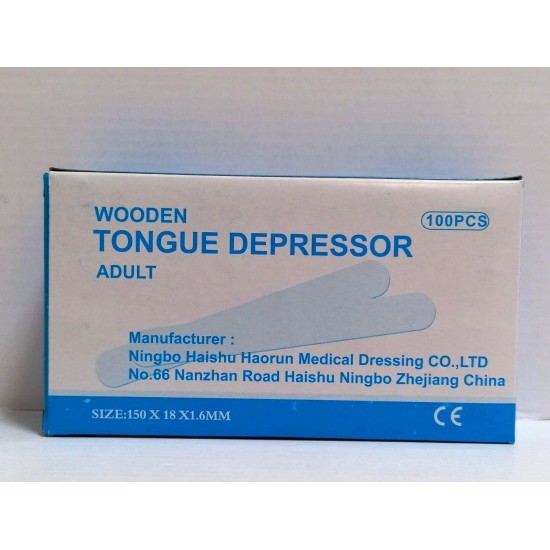 WOODEN
100PCS
TONGUE DEPRESSOR
ADULT
Manufacturer :
Ningbo Haishu Haorun Medical Dressing CO.,LTD
No.66 Nanzhan Road Haishu Ningbo Zhejiang China
SIZE:150 X 18 X1.6MM
CE